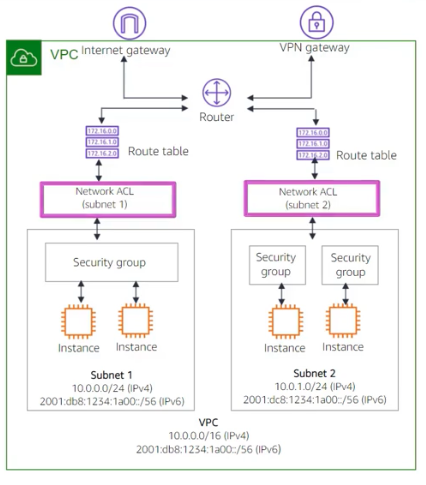 Internet gateway
VPN gateway
VPC
Router
172.16.0.0
172.16.1.0
172.16.2.0
Route table
172.16.0.0
172.16.1.0
172.16.2.0
Route table
Network ACL
(subnet 1)
Network ACL
(subnet 2)
Security group
Security
group
Security
group
Instance
Instance
Instance
Instance
Subnet 1
10.0.0.0/24 (IPv4)
2001:db8:1234:1a00::/56 (IPv6)
Subnet 2
10.0.1.0/24 (IPv4)
2001:dc8:1234:1a00::/56 (IPv6)
VPC
10.0.0.0/16 (IPv4)
2001:db8:1234:1a00::/56 (IPv6)